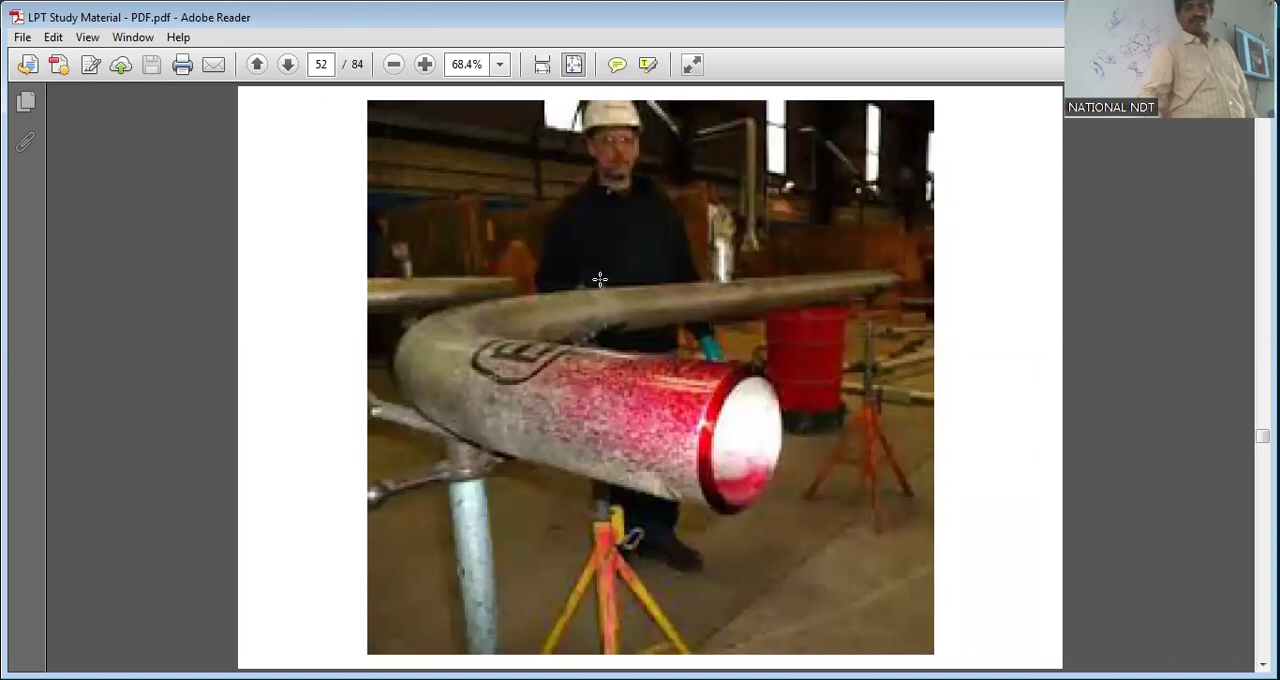 LPT Study Material - PDF.pdf - Adobe Reader
File Edit View Window Help
52 / 84 68.4%
NATIONAL NDT
E